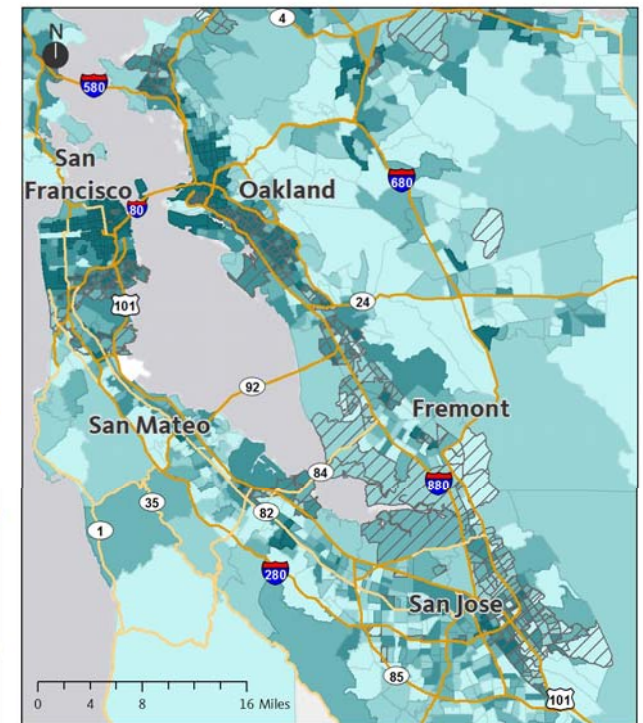 4
N
580
San
Francisco
Oakland
80
680
101
24
92
San Mateo
Fremont
84
880
82
35
1
280
San Jose
85
101
0 4 8 16 Miles